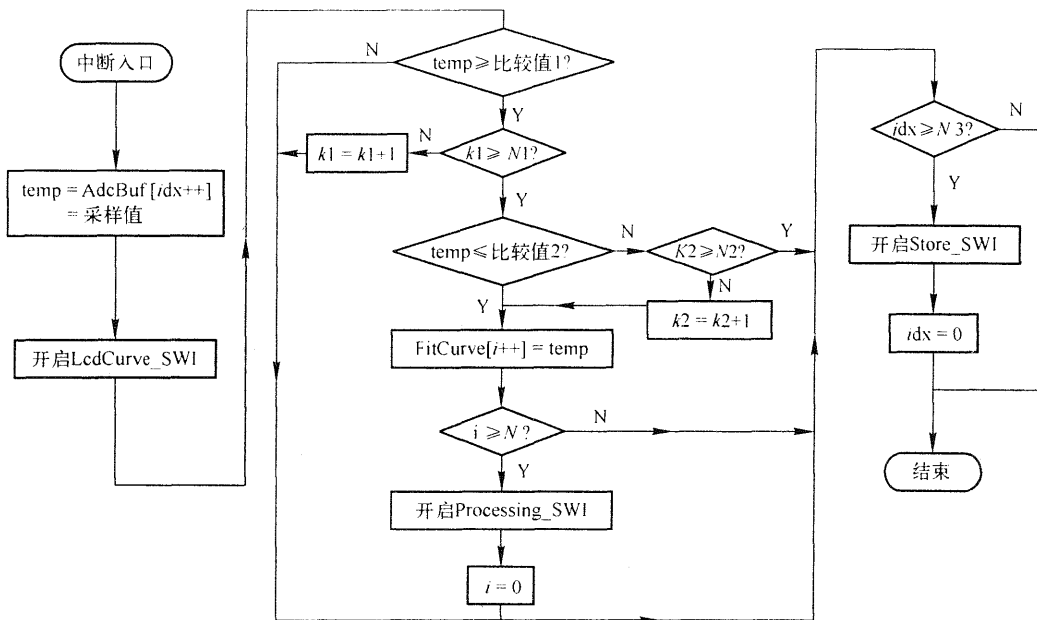 中断入口
temp = AdcBuf [idx++]
= 采样值
开启LcdCurve_SWI
temp≥比较值1?
N
Y
k1≥N1?
N
k1 = k1+1
Y
temp≤比较值2?
N
K2≥N2?
Y
N
k2 = k2+1
Y
FitCurve[i++] = temp
i ≥N ?
N
Y
开启Processing_SWI
i = 0
idx≥N 3?
N
Y
开启Store_SWI
idx = 0
结束